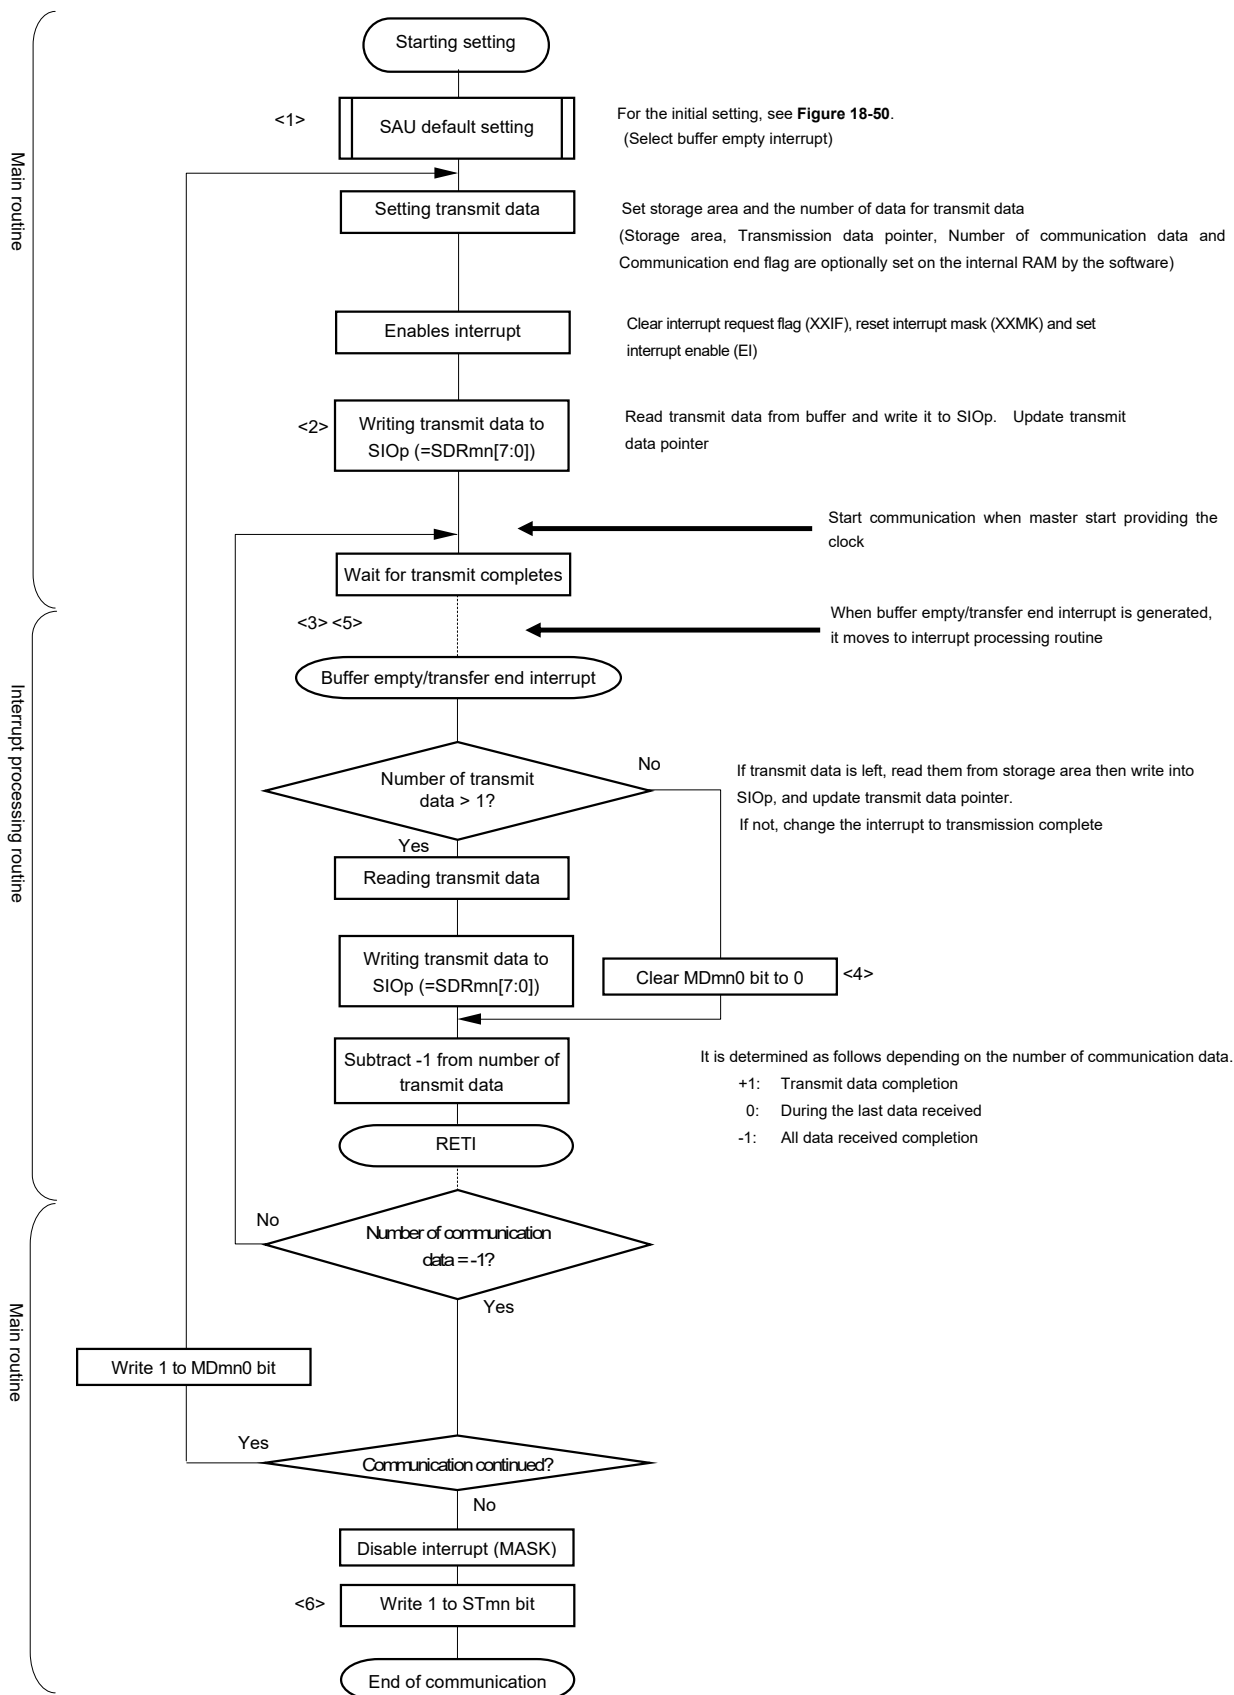 Starting setting
<1>
SAU default setting
For the initial setting, see Figure 18-50.
(Select buffer empty interrupt)
Main routine
Setting transmit data
Set storage area and the number of data for transmit data
(Storage area, Transmission data pointer, Number of communication data and
Communication end flag are optionally set on the internal RAM by the software)
Enables interrupt
Clear interrupt request flag (XXIF), reset interrupt mask (XXMK) and set
interrupt enable (EI)
<2>
Writing transmit data to
SIOp (=SDRmn[7:0])
Read transmit data from buffer and write it to SIOp. Update transmit
data pointer
Start communication when master start providing the
clock
Wait for transmit completes
<3> <5>
When buffer empty/transfer end interrupt is generated,
it moves to interrupt processing routine
Buffer empty/transfer end interrupt
Interrupt processing routine
Number of transmit
data > 1?
No
If transmit data is left, read them from storage area then write into
SIOp, and update transmit data pointer.
If not, change the interrupt to transmission complete
Yes
Reading transmit data
Writing transmit data to
SIOp (=SDRmn[7:0])
Clear MDmn0 bit to 0
<4>
Subtract -1 from number of
transmit data
It is determined as follows depending on the number of communication data.
+1: Transmit data completion
0: During the last data received
-1: All data received completion
RETI
No
Number of communication
data = -1?
Yes
Main routine
Write 1 to MDmn0 bit
Yes
Communication continued?
No
Disable interrupt (MASK)
<6>
Write 1 to STmn bit
End of communication